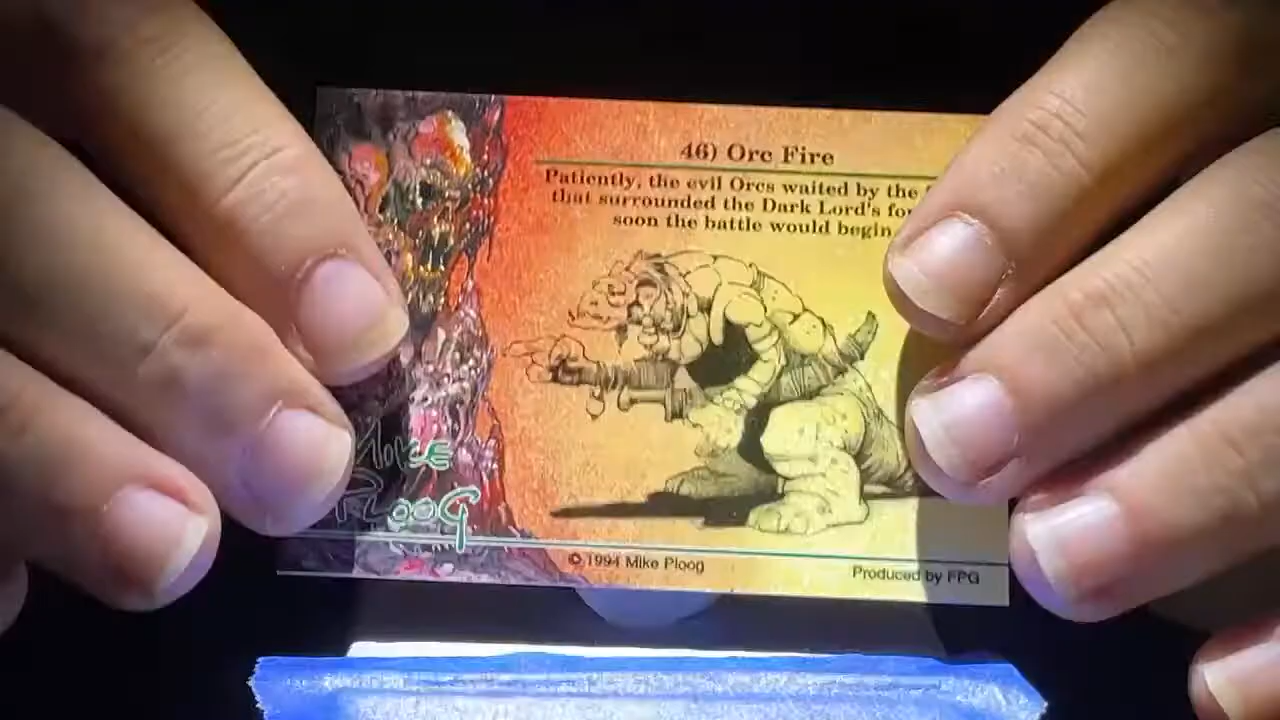 46) Orc Fire
Patiently, the evil Orcs waited by the
that surrounded the Dark Lord's
soon the battle would begin
MIKE
PLOOG
© 1994 Mike Ploog
Produced by FPG